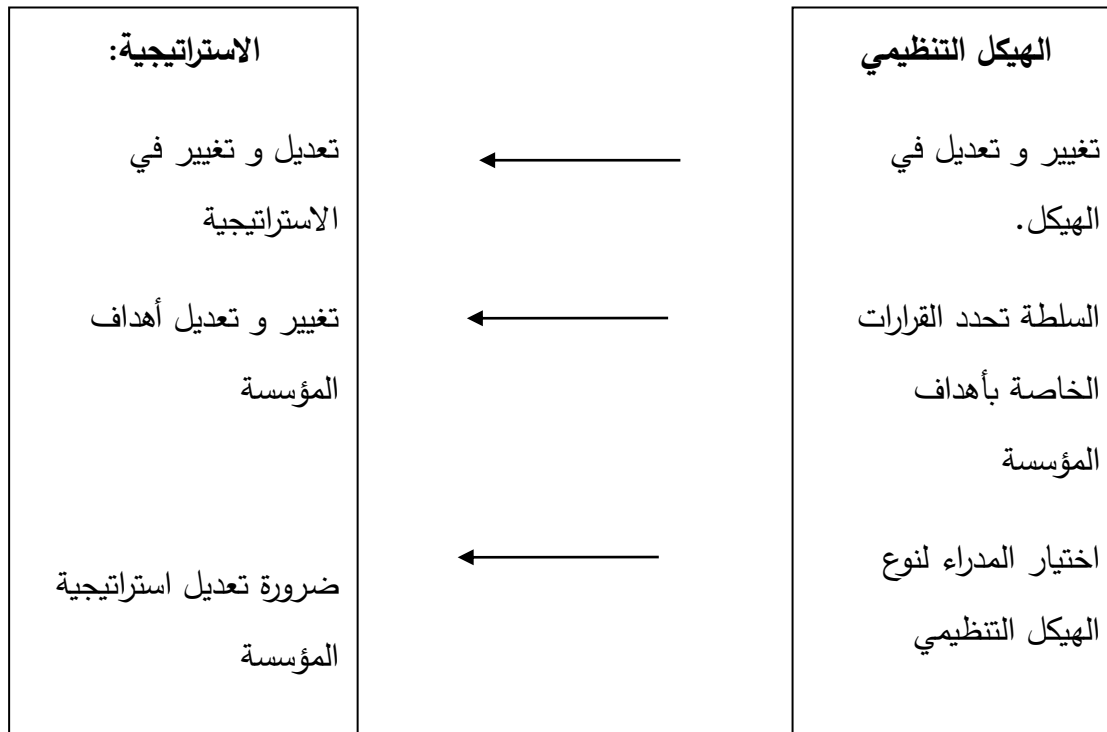 الهيكل التنظيمي
تغيير و تعديل في
الهيكل.
السلطة تحدد القرارات
الخاصة بأهداف
المؤسسة
اختيار المدراء لنوع
الهيكل التنظيمي
الاستراتيجية:
تعديل و تغيير في
الاستراتيجية
تغيير و تعديل أهداف
المؤسسة
ضرورة تعديل استراتيجية
المؤسسة